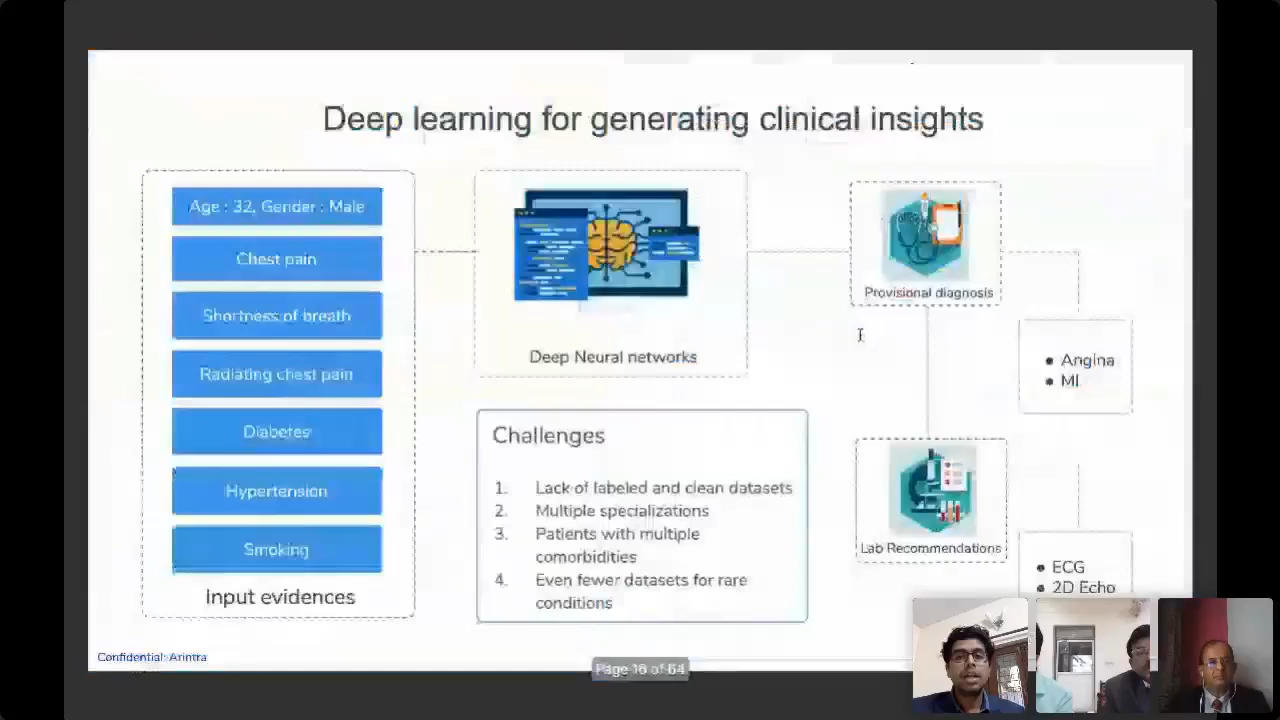 Deep learning for generating clinical insights
Age : 32, Gender : Male
Chest pain
Shortness of breath
Radiating chest pain
Diabetes
Hypertension
Smoking
Input evidences
Deep Neural networks
Challenges
1. Lack of labeled and clean datasets
2. Multiple specializations
3. Patients with multiple
comorbidities
4. Even fewer datasets for rare
conditions
Provisional diagnosis
● Angina
● MI
Lab Recommendations
● ECG
● 2D Echo
Confidential: Arintra
Page 16 of 64